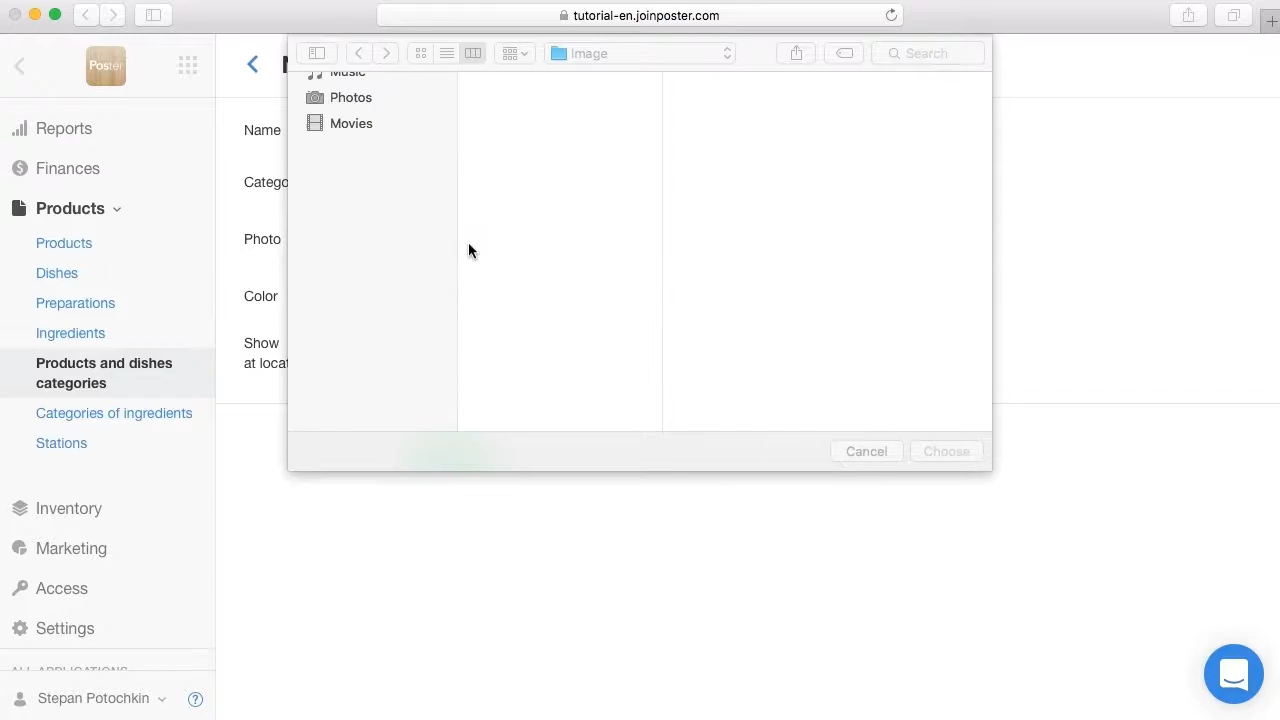 tutorial-en.joinposter.com
Poster
Image
Search
Music
Photos
Movies
Cancel
Choose
Name
Catego
Photo
Color
Show
at locat
Reports
Finances
Products
Products
Dishes
Preparations
Ingredients
Products and dishes
categories
Categories of ingredients
Stations
Inventory
Marketing
Access
Settings
ALL APPLICATIONS
Stepan Potochkin
?